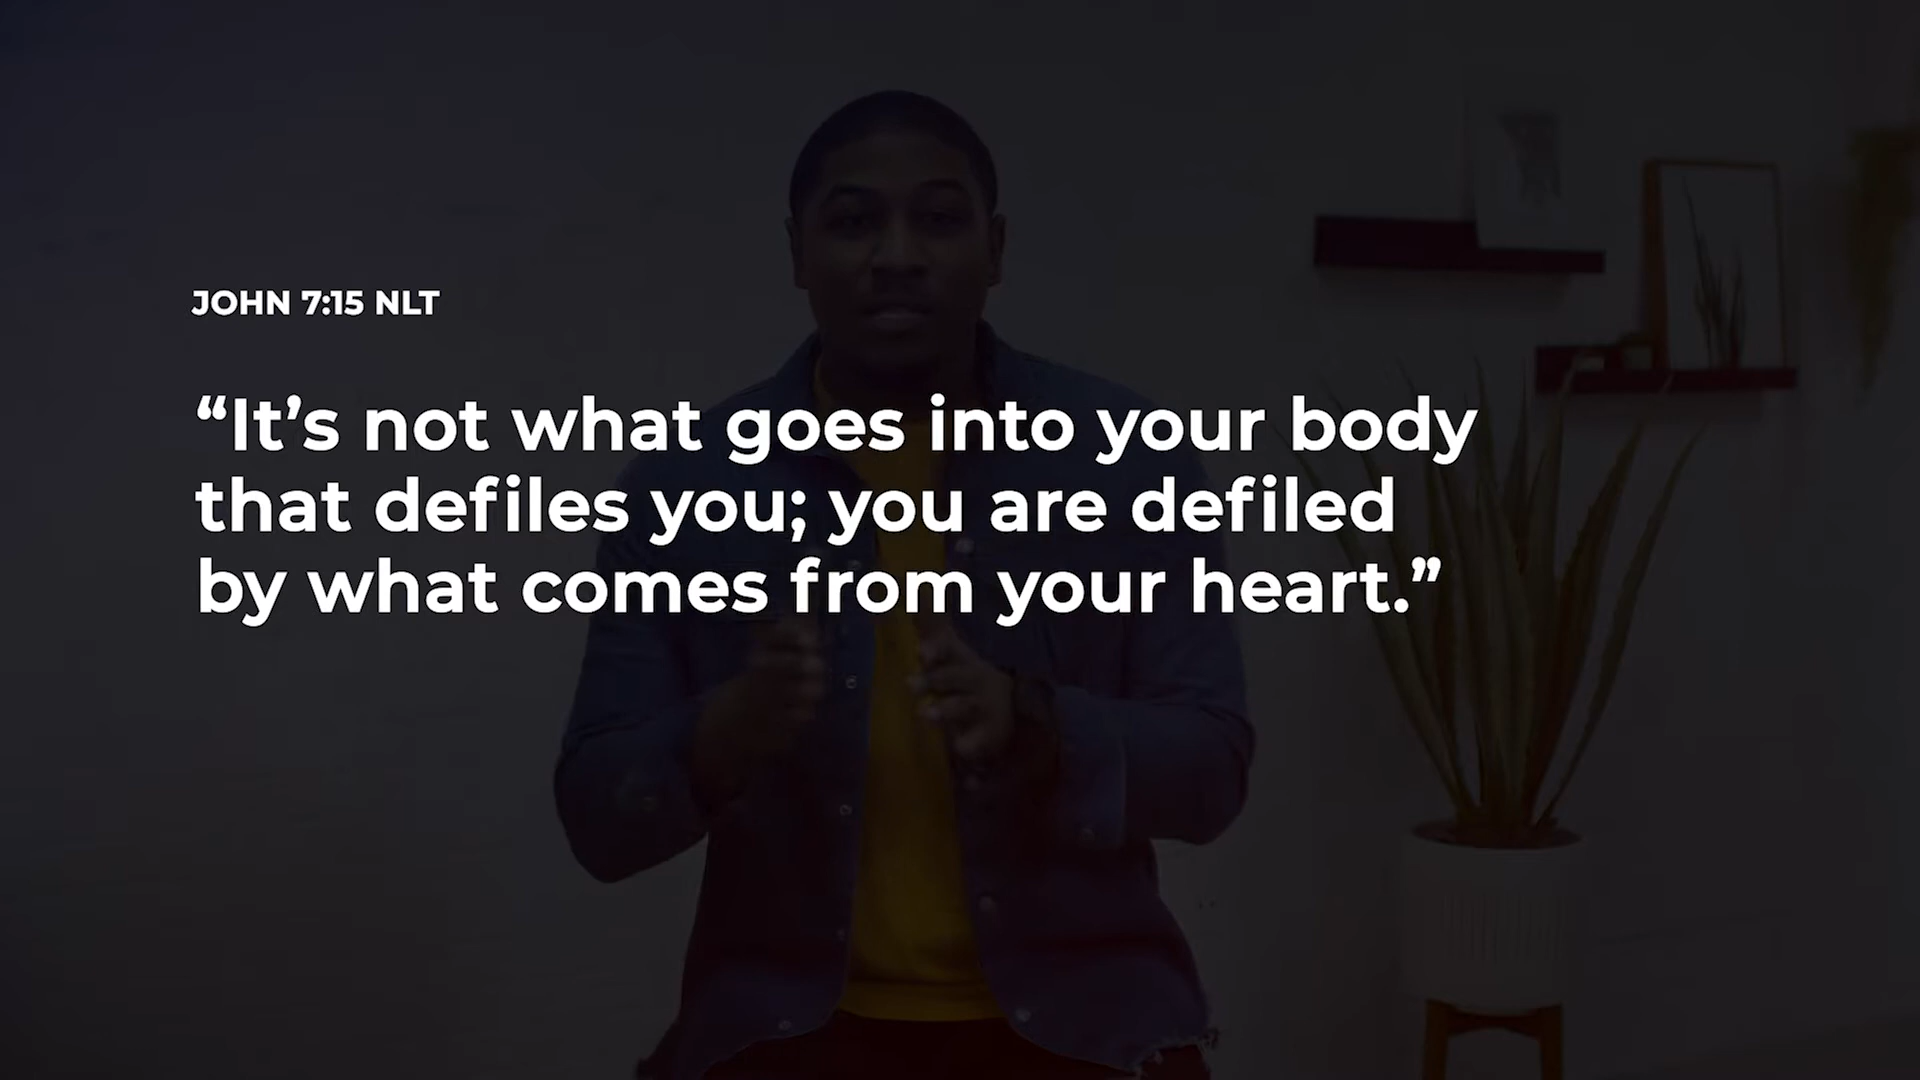 JOHN 7:15 NLT
“It’s not what goes into your body
that defiles you; you are defiled
by what comes from your heart.”